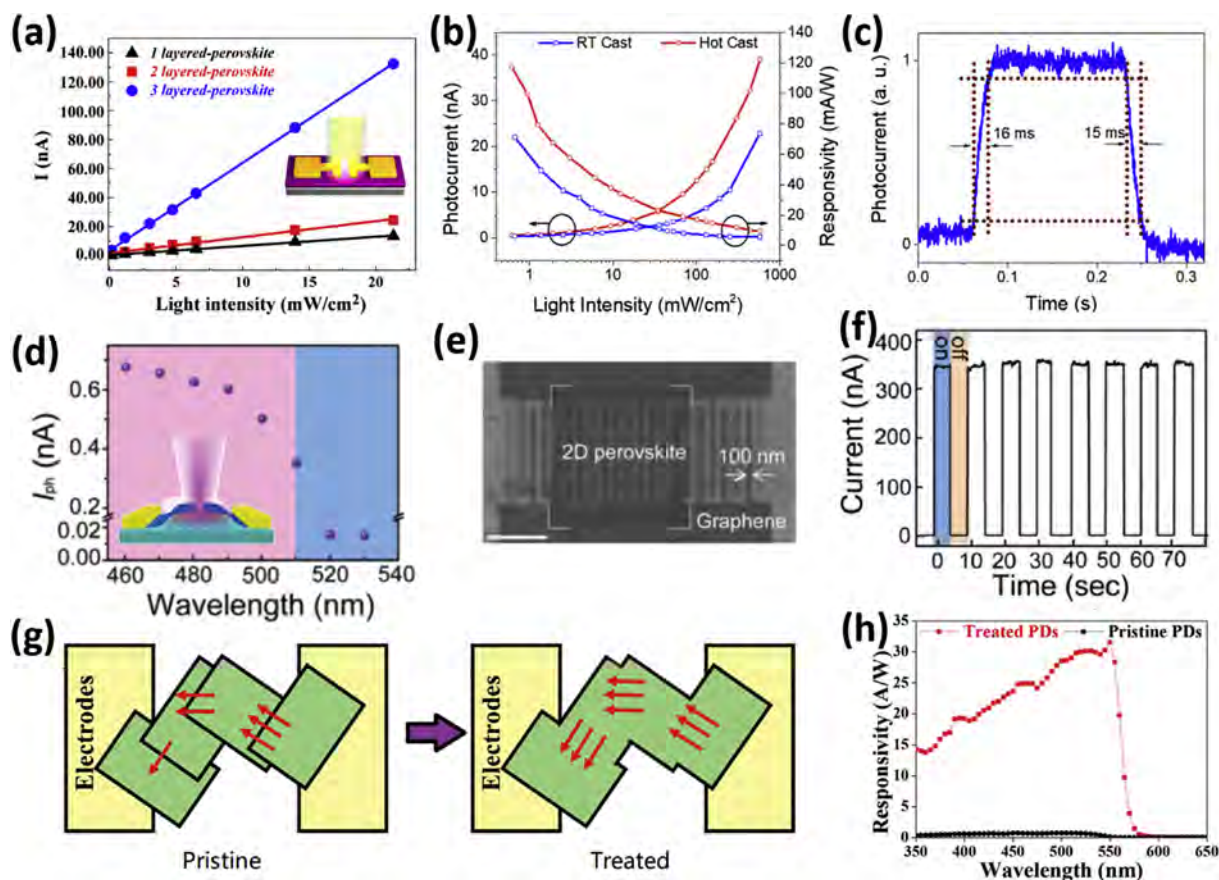 (a)
I (nA)
140.00
120.00
100.00
80.00
60.00
40.00
20.00
0.00
1 layered-perovskite
2 layered-perovskite
3 layered-perovskite
0 5 10 15 20
Light intensity (mW/cm²)
(b)
RT Cast Hot Cast
Photocurrent (nA)
50
40
30
20
10
0
140
120
100
80
60
40
20
0
Responsivity (mA/W)
1 10 100 1000
Light Intensity (mW/cm²)
(c)
Photocurrent (a. u.)
1
0
16 ms
15 ms
0.1 0.2 0.3
Time (s)
(d)
I ph (nA)
0.6
0.4
0.2
0.02
0.00
460 480 500 520 540
Wavelength (nm)
(e)
2D perovskite
100 nm
Graphene
(f)
on
off
Current (nA)
400
300
200
100
0
0 10 20 30 40 50 60 70
Time (sec)
(g)
Electrodes
Pristine
Electrodes
Treated
(h)
Treated PDs Pristine PDs
Responsivity (A/W)
35
30
25
20
15
10
5
0
350 400 450 500 550 600 650
Wavelength (nm)